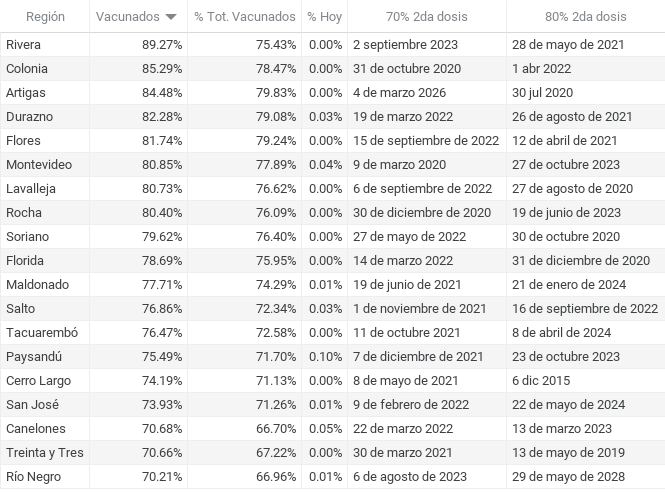 Región Vacunados % Tot. Vacunados % Hoy 70% 2da dosis 80% 2da dosis
Rivera 89.27% 75.43% 0.00% 2 septiembre 2023 28 de mayo de 2021
Colonia 85.29% 78.47% 0.00% 31 de octubre 2020 1 abr 2022
Artigas 84.48% 79.83% 0.00% 4 de marzo 2026 30 jul 2020
Durazno 82.28% 79.08% 0.03% 19 de marzo 2022 26 de agosto de 2021
Flores 81.74% 79.24% 0.00% 15 de septiembre de 2022 12 de abril de 2021
Montevideo 80.85% 77.89% 0.04% 9 de marzo 2020 27 de octubre 2023
Lavalleja 80.73% 76.62% 0.00% 6 de septiembre de 2022 27 de agosto de 2020
Rocha 80.40% 76.09% 0.00% 30 de diciembre de 2020 19 de junio de 2023
Soriano 79.62% 76.40% 0.00% 27 de mayo de 2022 30 de octubre 2020
Florida 78.69% 75.95% 0.00% 14 de marzo 2022 31 de diciembre de 2020
Maldonado 77.71% 74.29% 0.01% 19 de junio de 2021 21 de enero de 2024
Salto 76.86% 72.34% 0.03% 1 de noviembre de 2021 16 de septiembre de 2022
Tacuarembó 76.47% 72.58% 0.00% 11 de octubre 2021 8 de abril de 2024
Paysandú 75.49% 71.70% 0.10% 7 de diciembre de 2021 23 de octubre 2023
Cerro Largo 74.19% 71.13% 0.00% 8 de mayo de 2021 6 dic 2015
San José 73.93% 71.26% 0.01% 9 de febrero de 2022 22 de mayo de 2024
Canelones 70.68% 66.70% 0.05% 22 de marzo 2022 13 de marzo 2023
Treinta y Tres 70.66% 67.22% 0.00% 30 de marzo 2021 13 de mayo de 2019
Río Negro 70.21% 66.96% 0.01% 6 de agosto de 2023 29 de mayo de 2028